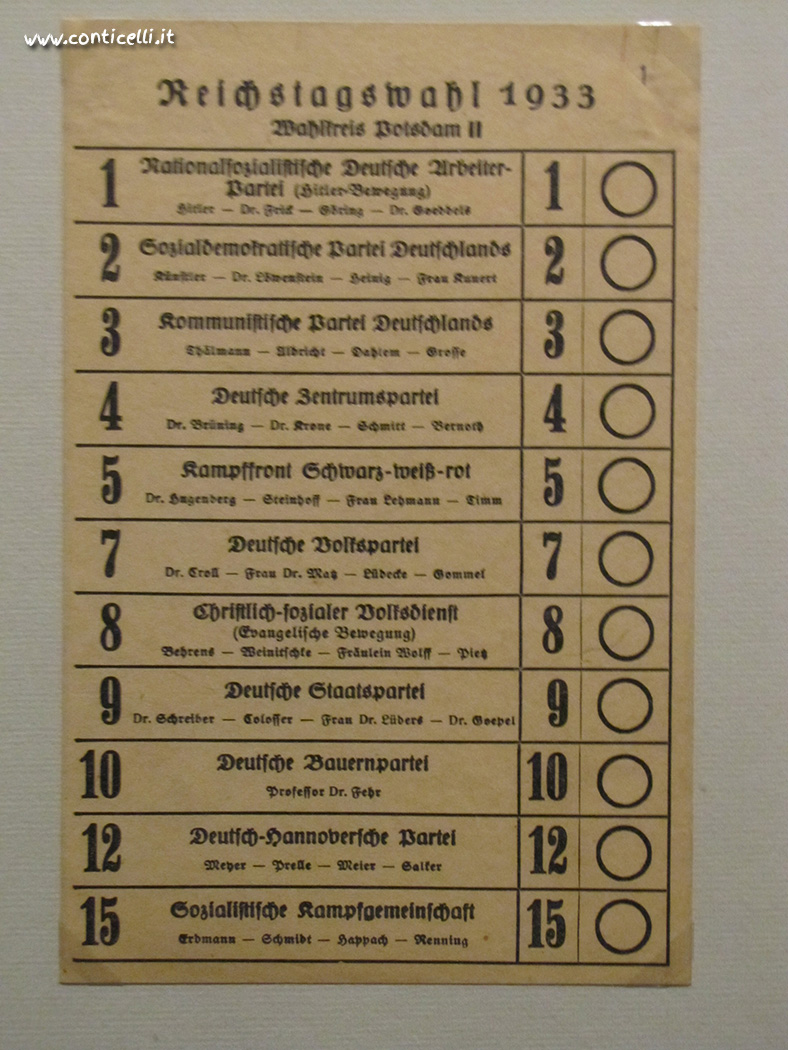 www.conticelli.it
1
Reichstagswahl 1933
Wahlkreis Potsdam II
1 Nationalsozialistische Deutsche Arbeiter- 1
Partei (Hitler-Bewegung)
Hitler — Dr. Frick — Göring — Dr. Goebbels
2 Sozialdemokratische Partei Deutschlands 2
Künstler — Dr. Löwenstein — Heinig — Frau Kunert
3 Kommunistische Partei Deutschlands 3
Thälmann — Ulbricht — Dahlem — Grosse
4 Deutsche Zentrumspartei 4
Dr. Brüning — Dr. Krone — Schmitt — Bernoth
5 Kampffront Schwarz-weiß-rot 5
Dr. Hugenberg — Steinhoff — Frau Lehmann — Timm
7 Deutsche Volkspartei 7
Dr. Croll — Frau Dr. Matz — Lüdecke — Gommel
8 Christlich-sozialer Volksdienst 8
(Evangelische Bewegung)
Behrens — Weinitschke — Fräulein Wolff — Pietz
9 Deutsche Staatspartei 9
Dr. Schreiber — Colosser — Frau Dr. Lüders — Dr. Goepel
10 Deutsche Bauernpartei 10
Professor Dr. Fehr
12 Deutsch-Hannoversche Partei 12
Meyer — Prelle — Meier — Salfer
15 Sozialistische Kampfgemeinschaft 15
Erdmann — Schmidt — Happach — Renning